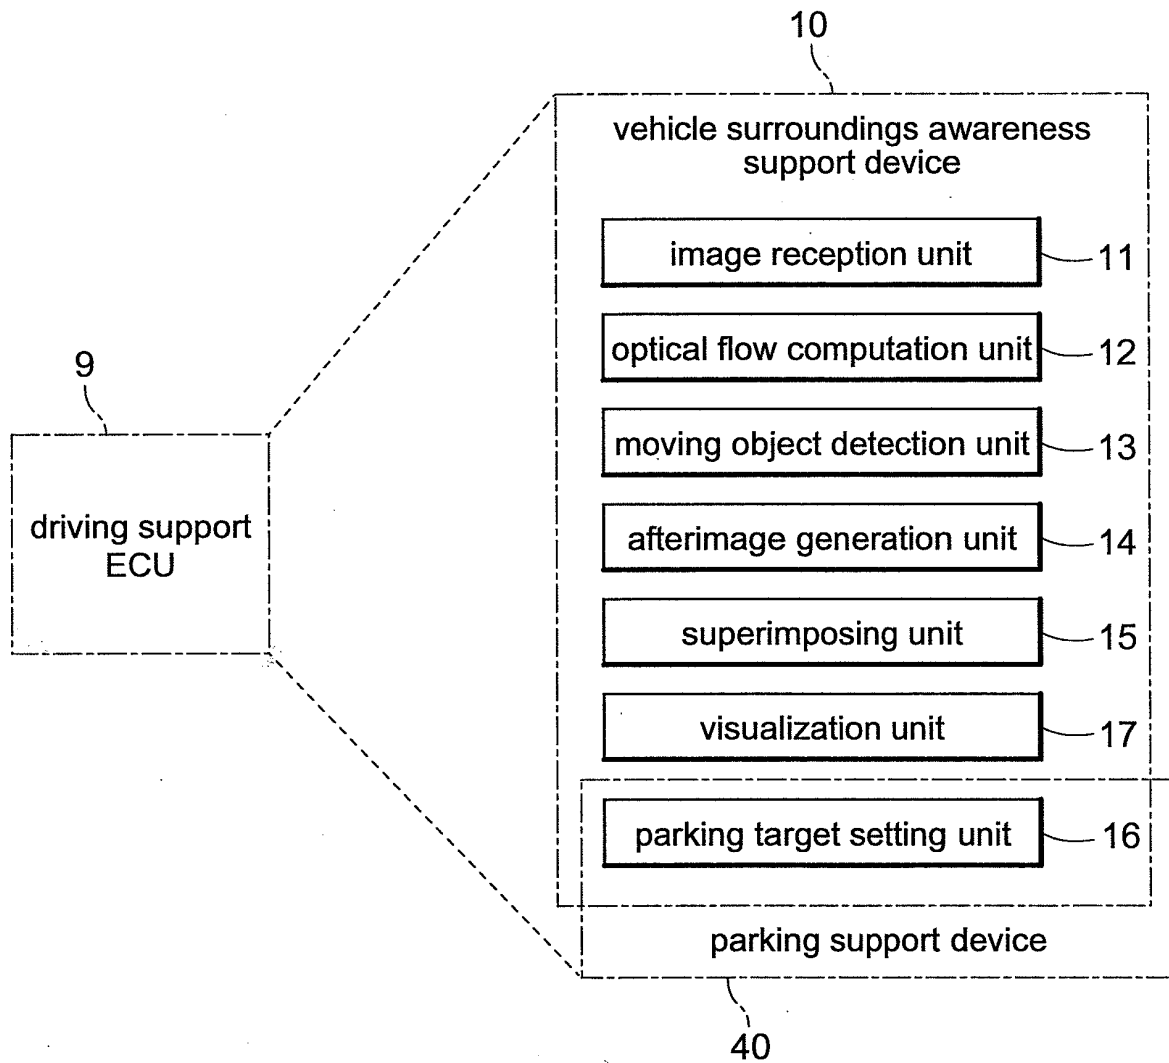 10
vehicle surroundings awareness
support device
image reception unit 11
optical flow computation unit 12
9
moving object detection unit 13
driving support
ECU
afterimage generation unit 14
superimposing unit 15
visualization unit 17
parking target setting unit 16
parking support device
40